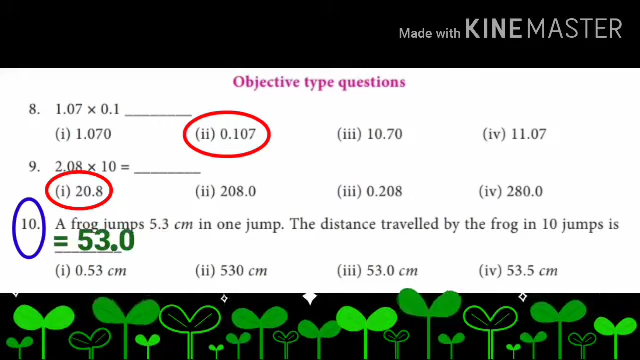 Made with KINEMASTER
Objective type questions
8. 1.07 × 0.1 ________
(i) 1.070 (ii) 0.107 (iii) 10.70 (iv) 11.07
9. 2.08 × 10 = ________
(i) 20.8 (ii) 208.0 (iii) 0.208 (iv) 280.0
10. A frog jumps 5.3 cm in one jump. The distance travelled by the frog in 10 jumps is
________ = 53.0
(i) 0.53 cm (ii) 530 cm (iii) 53.0 cm (iv) 53.5 cm